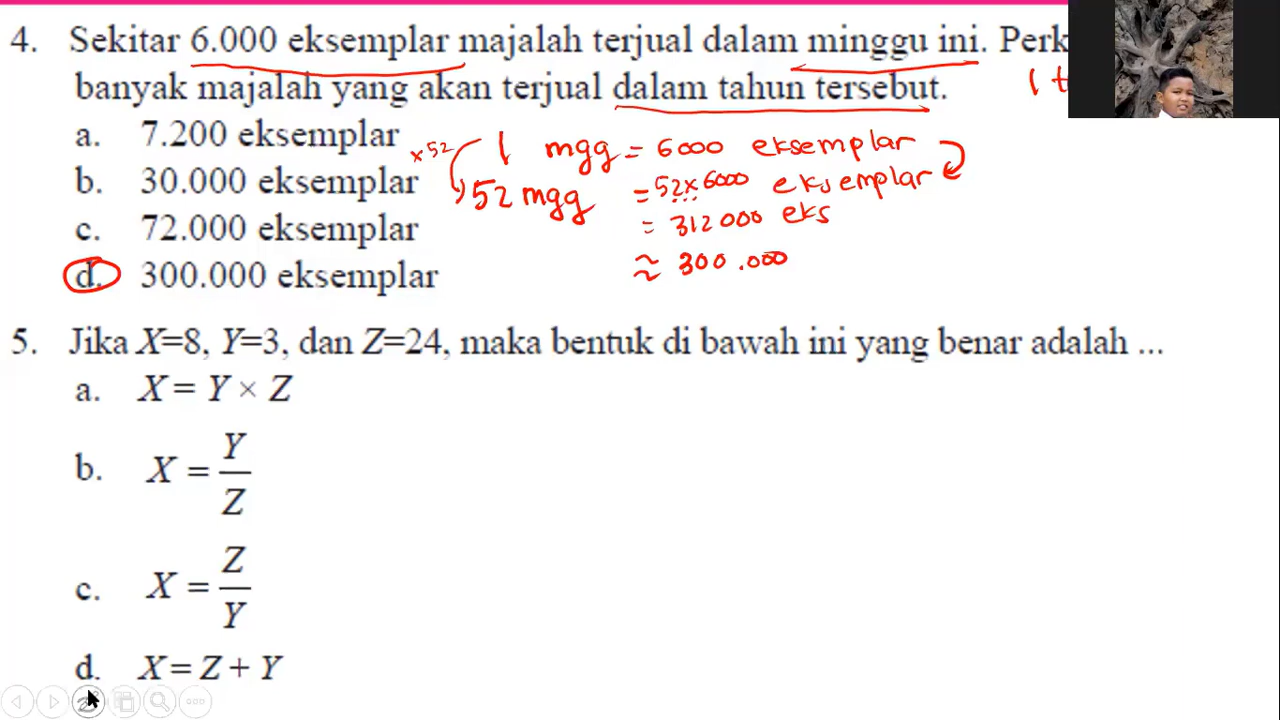 4. Sekitar 6.000 eksemplar majalah terjual dalam minggu ini. Perk
banyak majalah yang akan terjual dalam tahun tersebut. 1 t
a. 7.200 eksemplar
b. 30.000 eksemplar
c. 72.000 eksemplar
d. 300.000 eksemplar
×52
1 mgg = 6000 eksemplar
52 mgg = 52×6000 eksemplar
= 312000 eks
≈ 300.000
5. Jika X=8, Y=3, dan Z=24, maka bentuk di bawah ini yang benar adalah ...
a. X = Y × Z
b. X = Y/Z
c. X = Z/Y
d. X = Z + Y